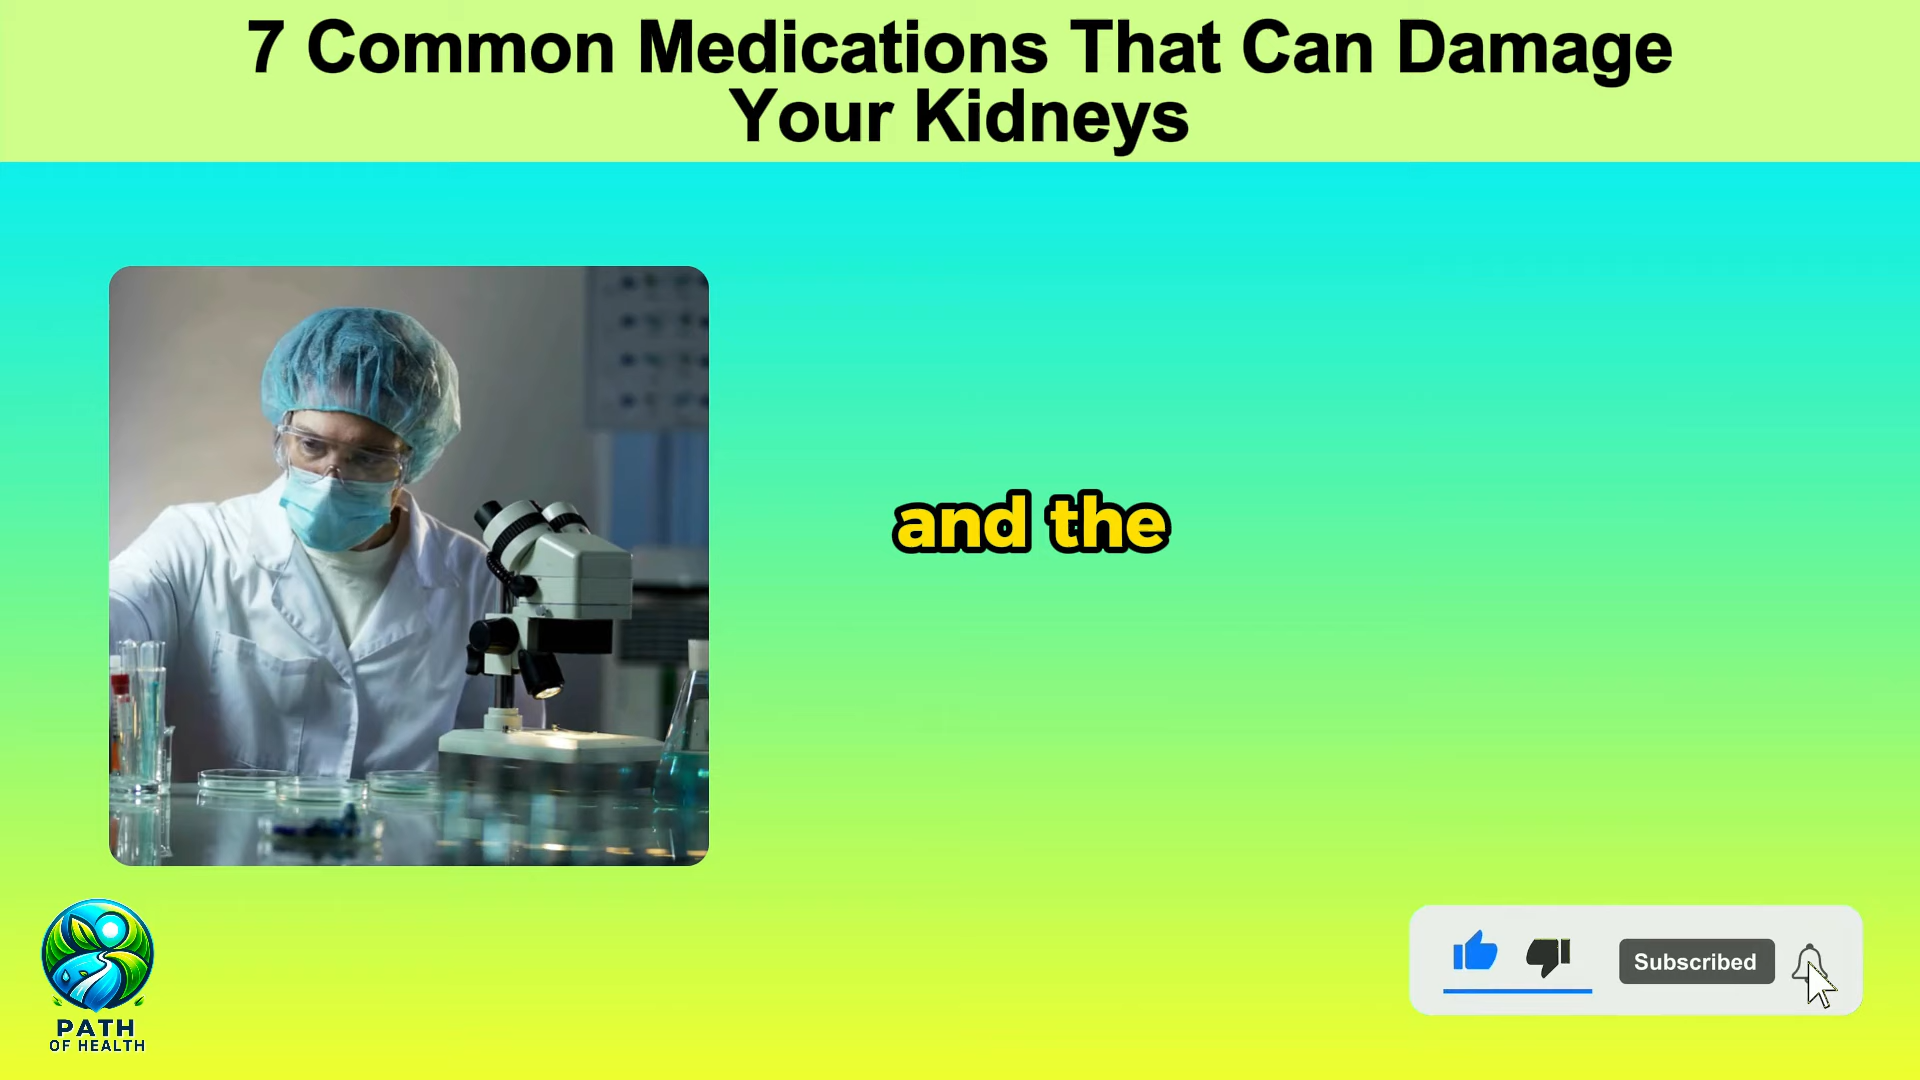 7 Common Medications That Can Damage
Your Kidneys
and the
Subscribed
PATH
OF HEALTH